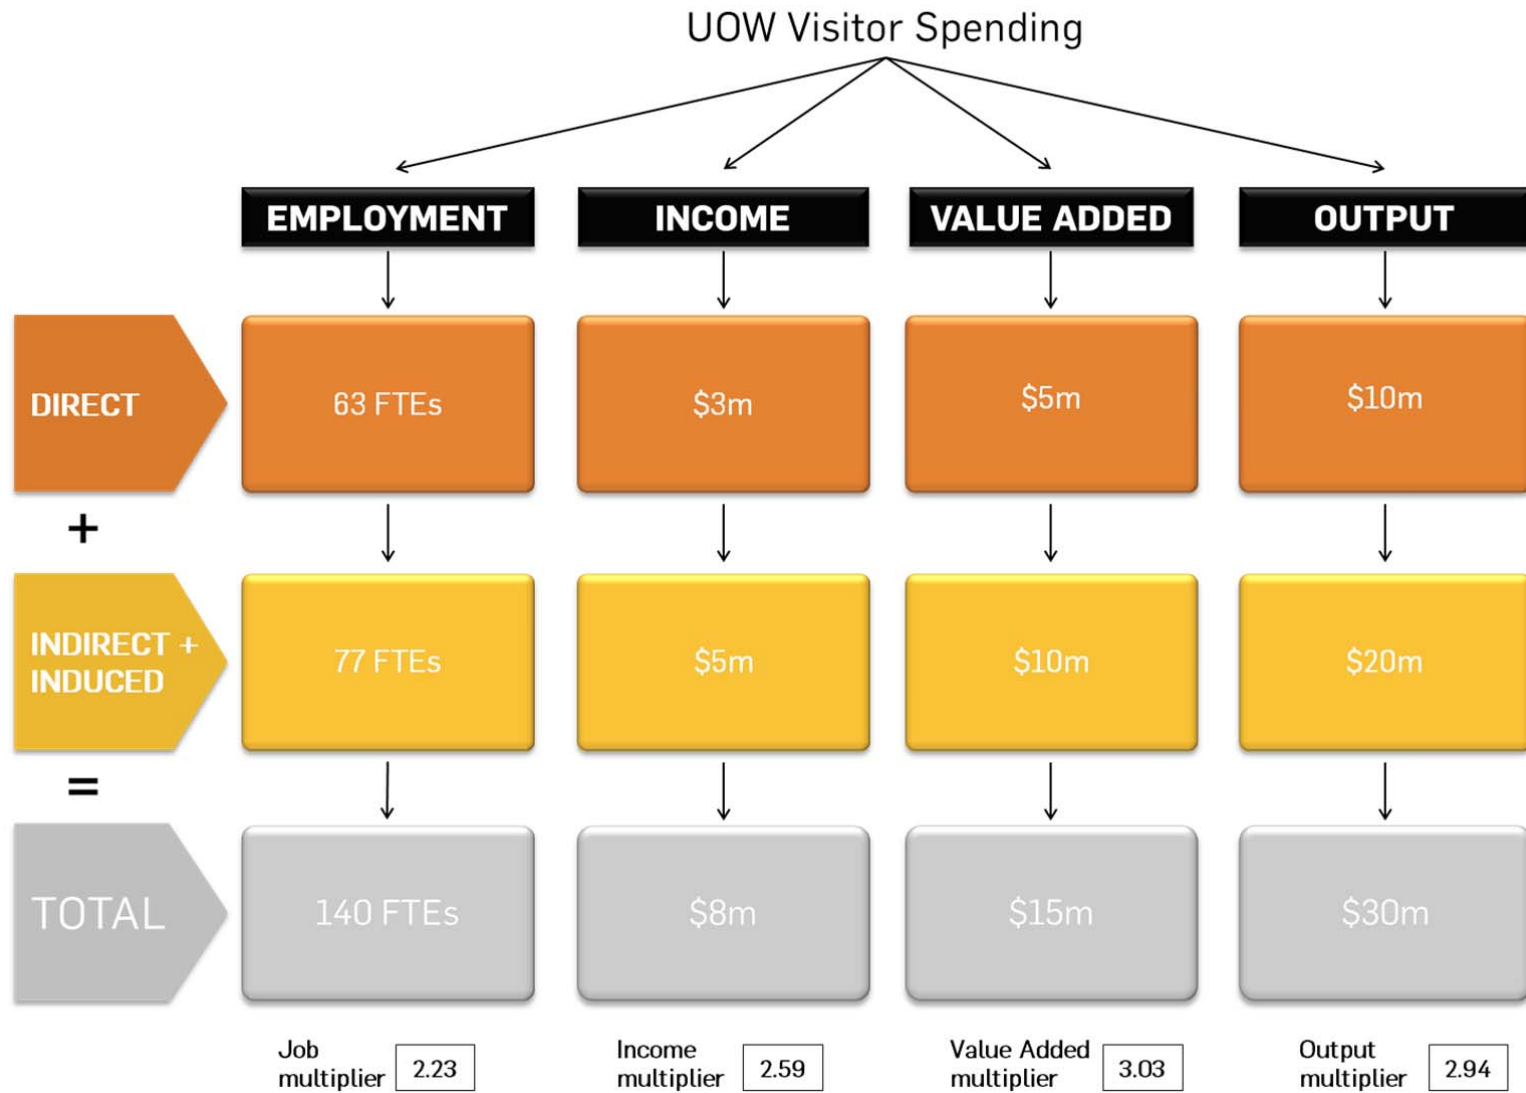 UOW Visitor Spending
EMPLOYMENT
INCOME
VALUE ADDED
OUTPUT
DIRECT
63 FTEs
$3m
$5m
$10m
+
INDIRECT +
INDUCED
77 FTEs
$5m
$10m
$20m
=
TOTAL
140 FTEs
$8m
$15m
$30m
Job
multiplier
2.23
Income
multiplier
2.59
Value Added
multiplier
3.03
Output
multiplier
2.94